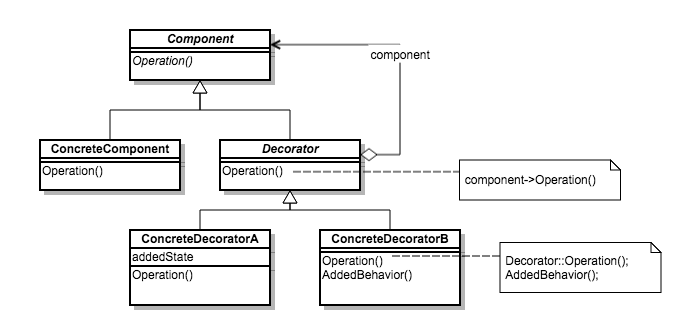 Component
Operation()
component
ConcreteComponent
Operation()
Decorator
Operation()
component->Operation()
ConcreteDecoratorA
addedState
Operation()
ConcreteDecoratorB
Operation()
AddedBehavior()
Decorator::Operation();
AddedBehavior();